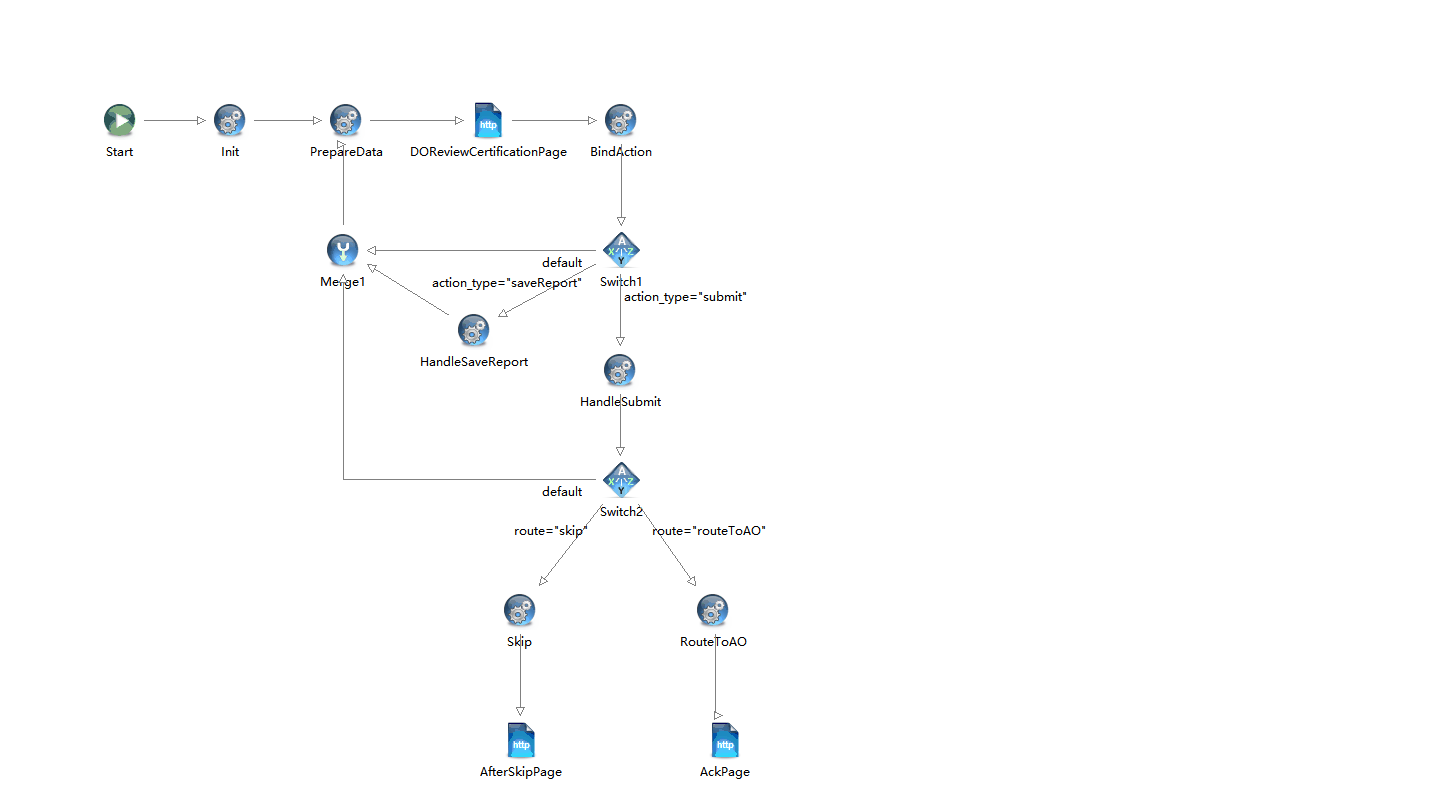 http
Start
Init
PrepareData
DOReviewCertificationPage
BindAction
A
X Z
Y
default
Merge1
action_type="saveReport"
Switch1
action_type="submit"
HandleSaveReport
HandleSubmit
A
X Z
Y
default
Switch2
route="skip"
route="routeToAO"
Skip
RouteToAO
http
http
AfterSkipPage
AckPage